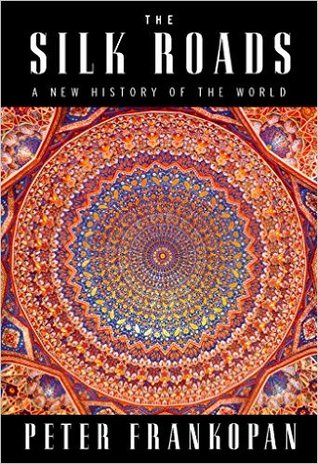 THE
SILK ROADS
A NEW HISTORY OF THE WORLD
PETER FRANKOPAN